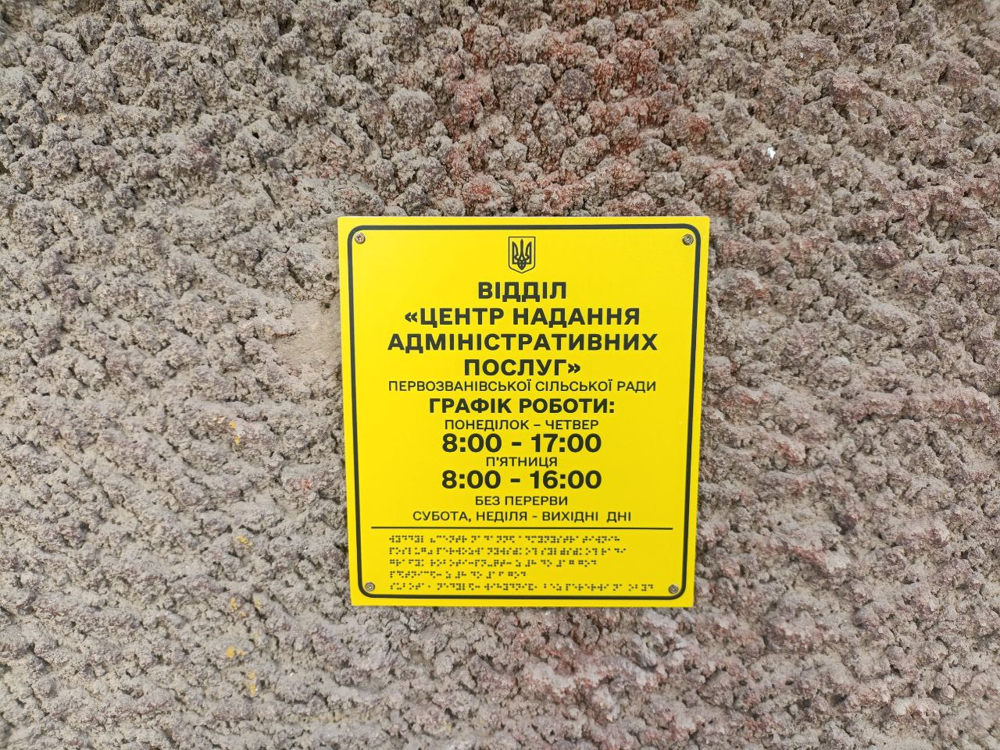 ВІДДІЛ
«ЦЕНТР НАДАННЯ
АДМІНІСТРАТИВНИХ
ПОСЛУГ»
ПЕРВОЗВАНІВСЬКОЇ СІЛЬСЬКОЇ РАДИ
ГРАФІК РОБОТИ:
ПОНЕДІЛОК – ЧЕТВЕР
8:00 - 17:00
П'ЯТНИЦЯ
8:00 - 16:00
БЕЗ ПЕРЕРВИ
СУБОТА, НЕДІЛЯ - ВИХІДНІ ДНІ